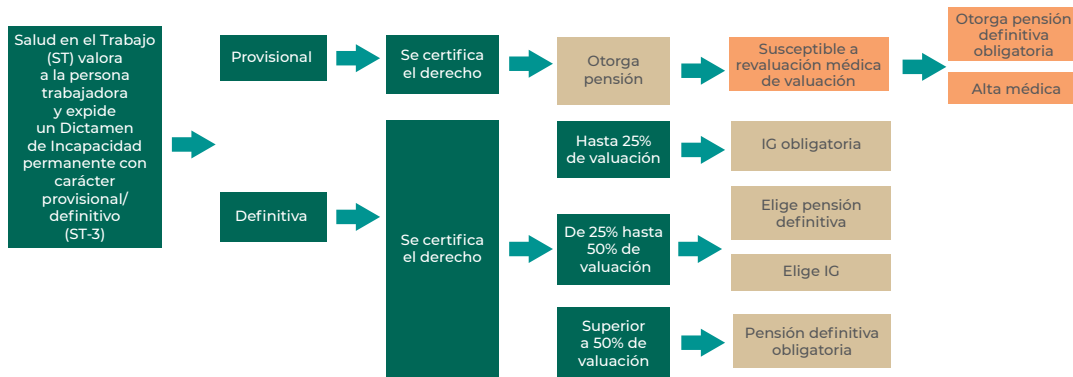 Salud en el Trabajo
(ST) valora
a la persona
trabajadora
y expide
un Dictamen
de Incapacidad
permanente con
carácter
provisional/
definitivo
(ST-3)
Provisional
Se certifica
el derecho
Otorga
pensión
Susceptible a
revaluación médica
de valuación
Otorga pensión
definitiva
obligatoria
Alta médica
Definitiva
Se certifica
el derecho
Hasta 25%
de valuación
IG obligatoria
De 25% hasta
50% de
valuación
Elige pensión
definitiva
Elige IG
Superior
a 50% de
valuación
Pensión definitiva
obligatoria